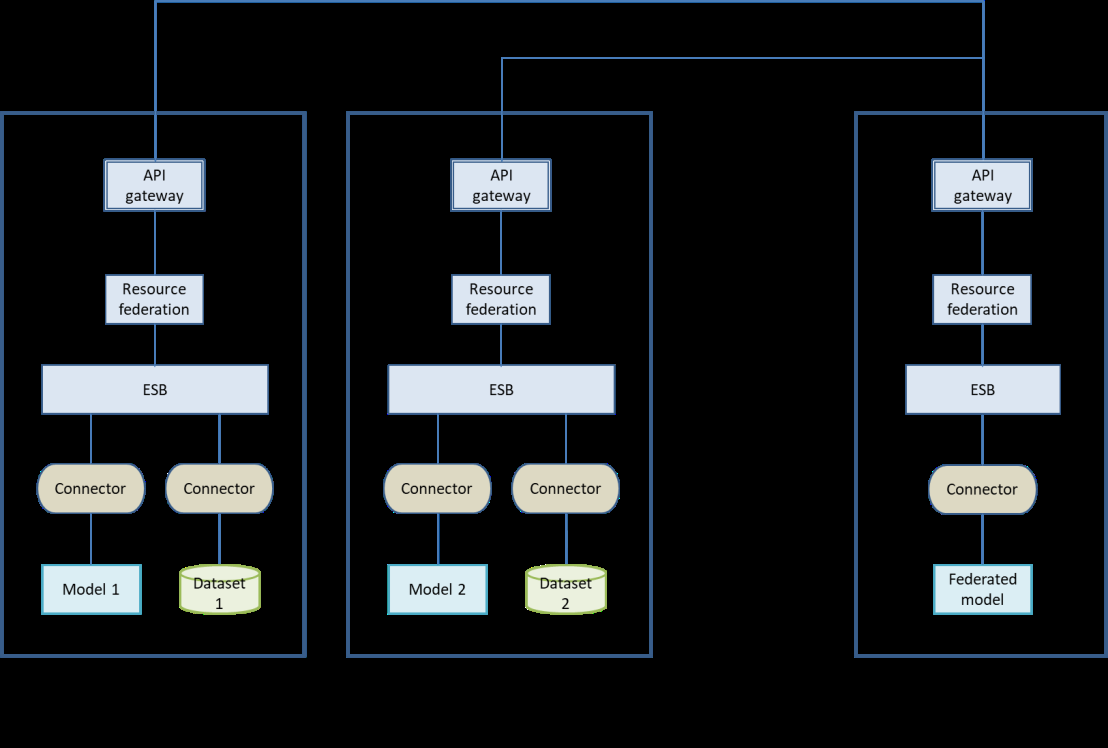 API
gateway
API
gateway
API
gateway
Resource
federation
Resource
federation
Resource
federation
ESB
ESB
ESB
Connector
Connector
Connector
Connector
Connector
Model 1
Dataset
1
Model 2
Dataset
2
Federated
model